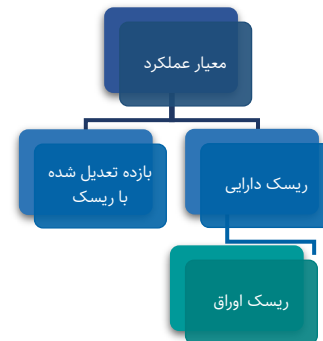 معیار عملکرد
ریسک دارایی
بازده تعدیل شده
با ریسک
ریسک اوراق